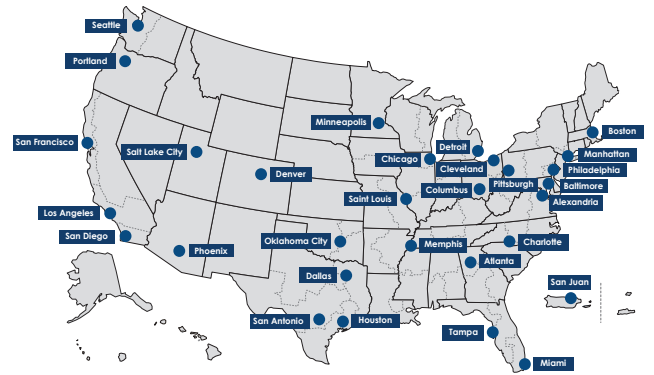 Seattle
Portland
Minneapolis
Boston
San Francisco
Salt Lake City
Detroit
Chicago
Manhattan
Cleveland
Philadelphia
Denver
Pittsburgh
Baltimore
Columbus
Saint Louis
Alexandria
Los Angeles
San Diego
Phoenix
Oklahoma City
Memphis
Charlotte
Atlanta
Dallas
San Juan
San Antonio
Houston
Tampa
Miami